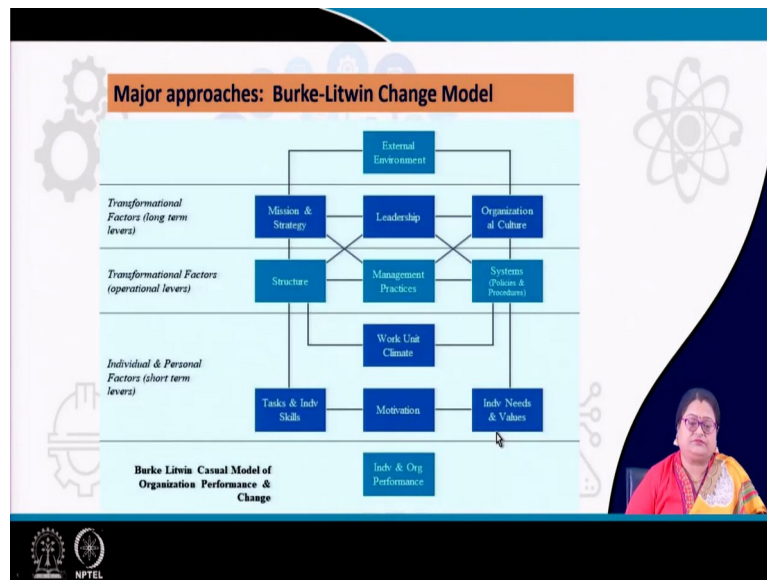 Major approaches: Burke-Litwin Change Model
External
Environment
Transformational
Factors (long term
levers)
Mission &
Strategy
Leadership
Organization
al Culture
Transformational Factors
(operational levers)
Structure
Management
Practices
Systems
(Policies &
Procedures)
Work Unit
Climate
Individual & Personal
Factors (short term
levers)
Tasks & Indv
Skills
Motivation
Indv Needs
& Values
Burke Litwin Casual Model of
Organization Performance &
Change
Indv & Org
Performance
NPTEL